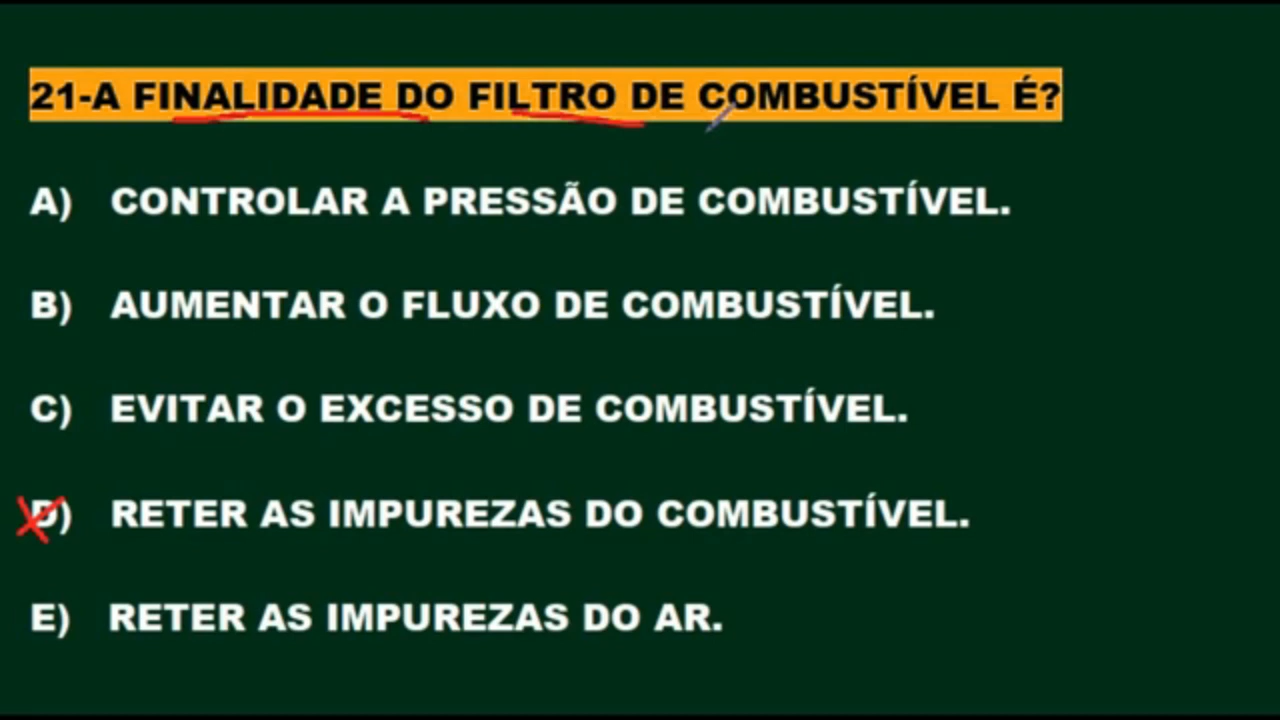 21-A FINALIDADE DO FILTRO DE COMBUSTÍVEL É?
A) CONTROLAR A PRESSÃO DE COMBUSTÍVEL.
B) AUMENTAR O FLUXO DE COMBUSTÍVEL.
C) EVITAR O EXCESSO DE COMBUSTÍVEL.
D) RETER AS IMPUREZAS DO COMBUSTÍVEL.
E) RETER AS IMPUREZAS DO AR.